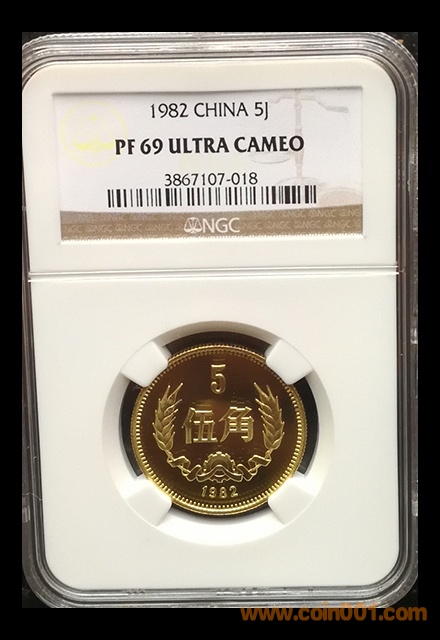 1982 CHINA 5J
PF 69 ULTRA CAMEO
3867107-018
NGC
5
伍角
1982
www.coin001.com